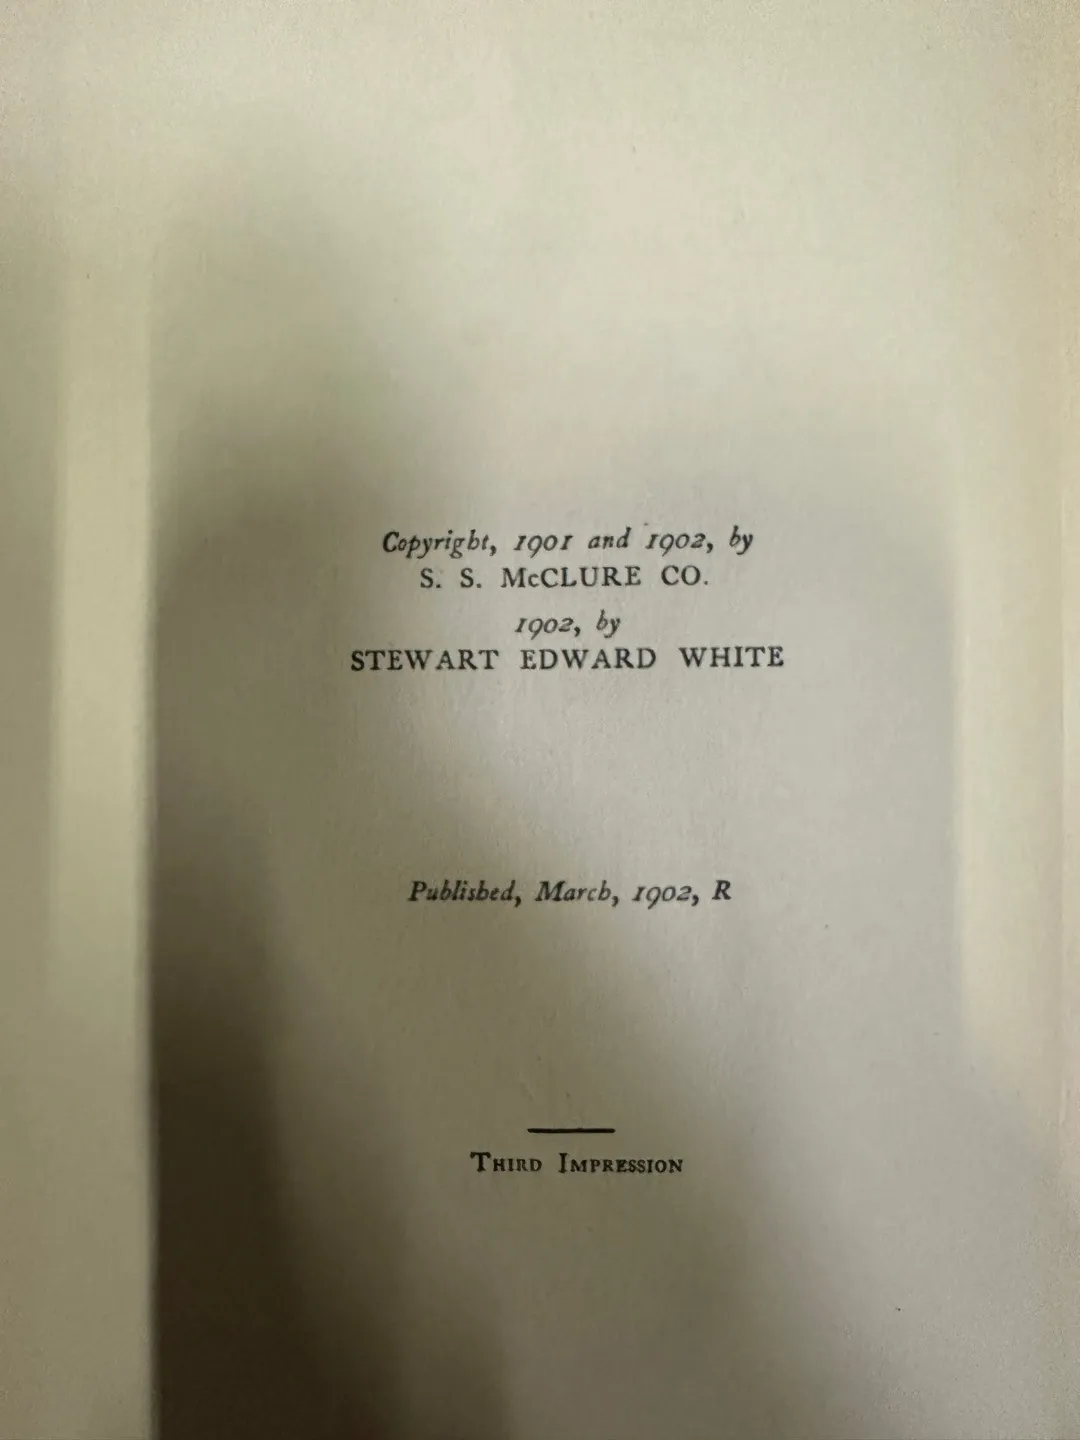 Copyright, 1901 and 1902, by
S. S. McCLURE CO.
1902, by
STEWART EDWARD WHITE
Published, March, 1902, R
THIRD IMPRESSION